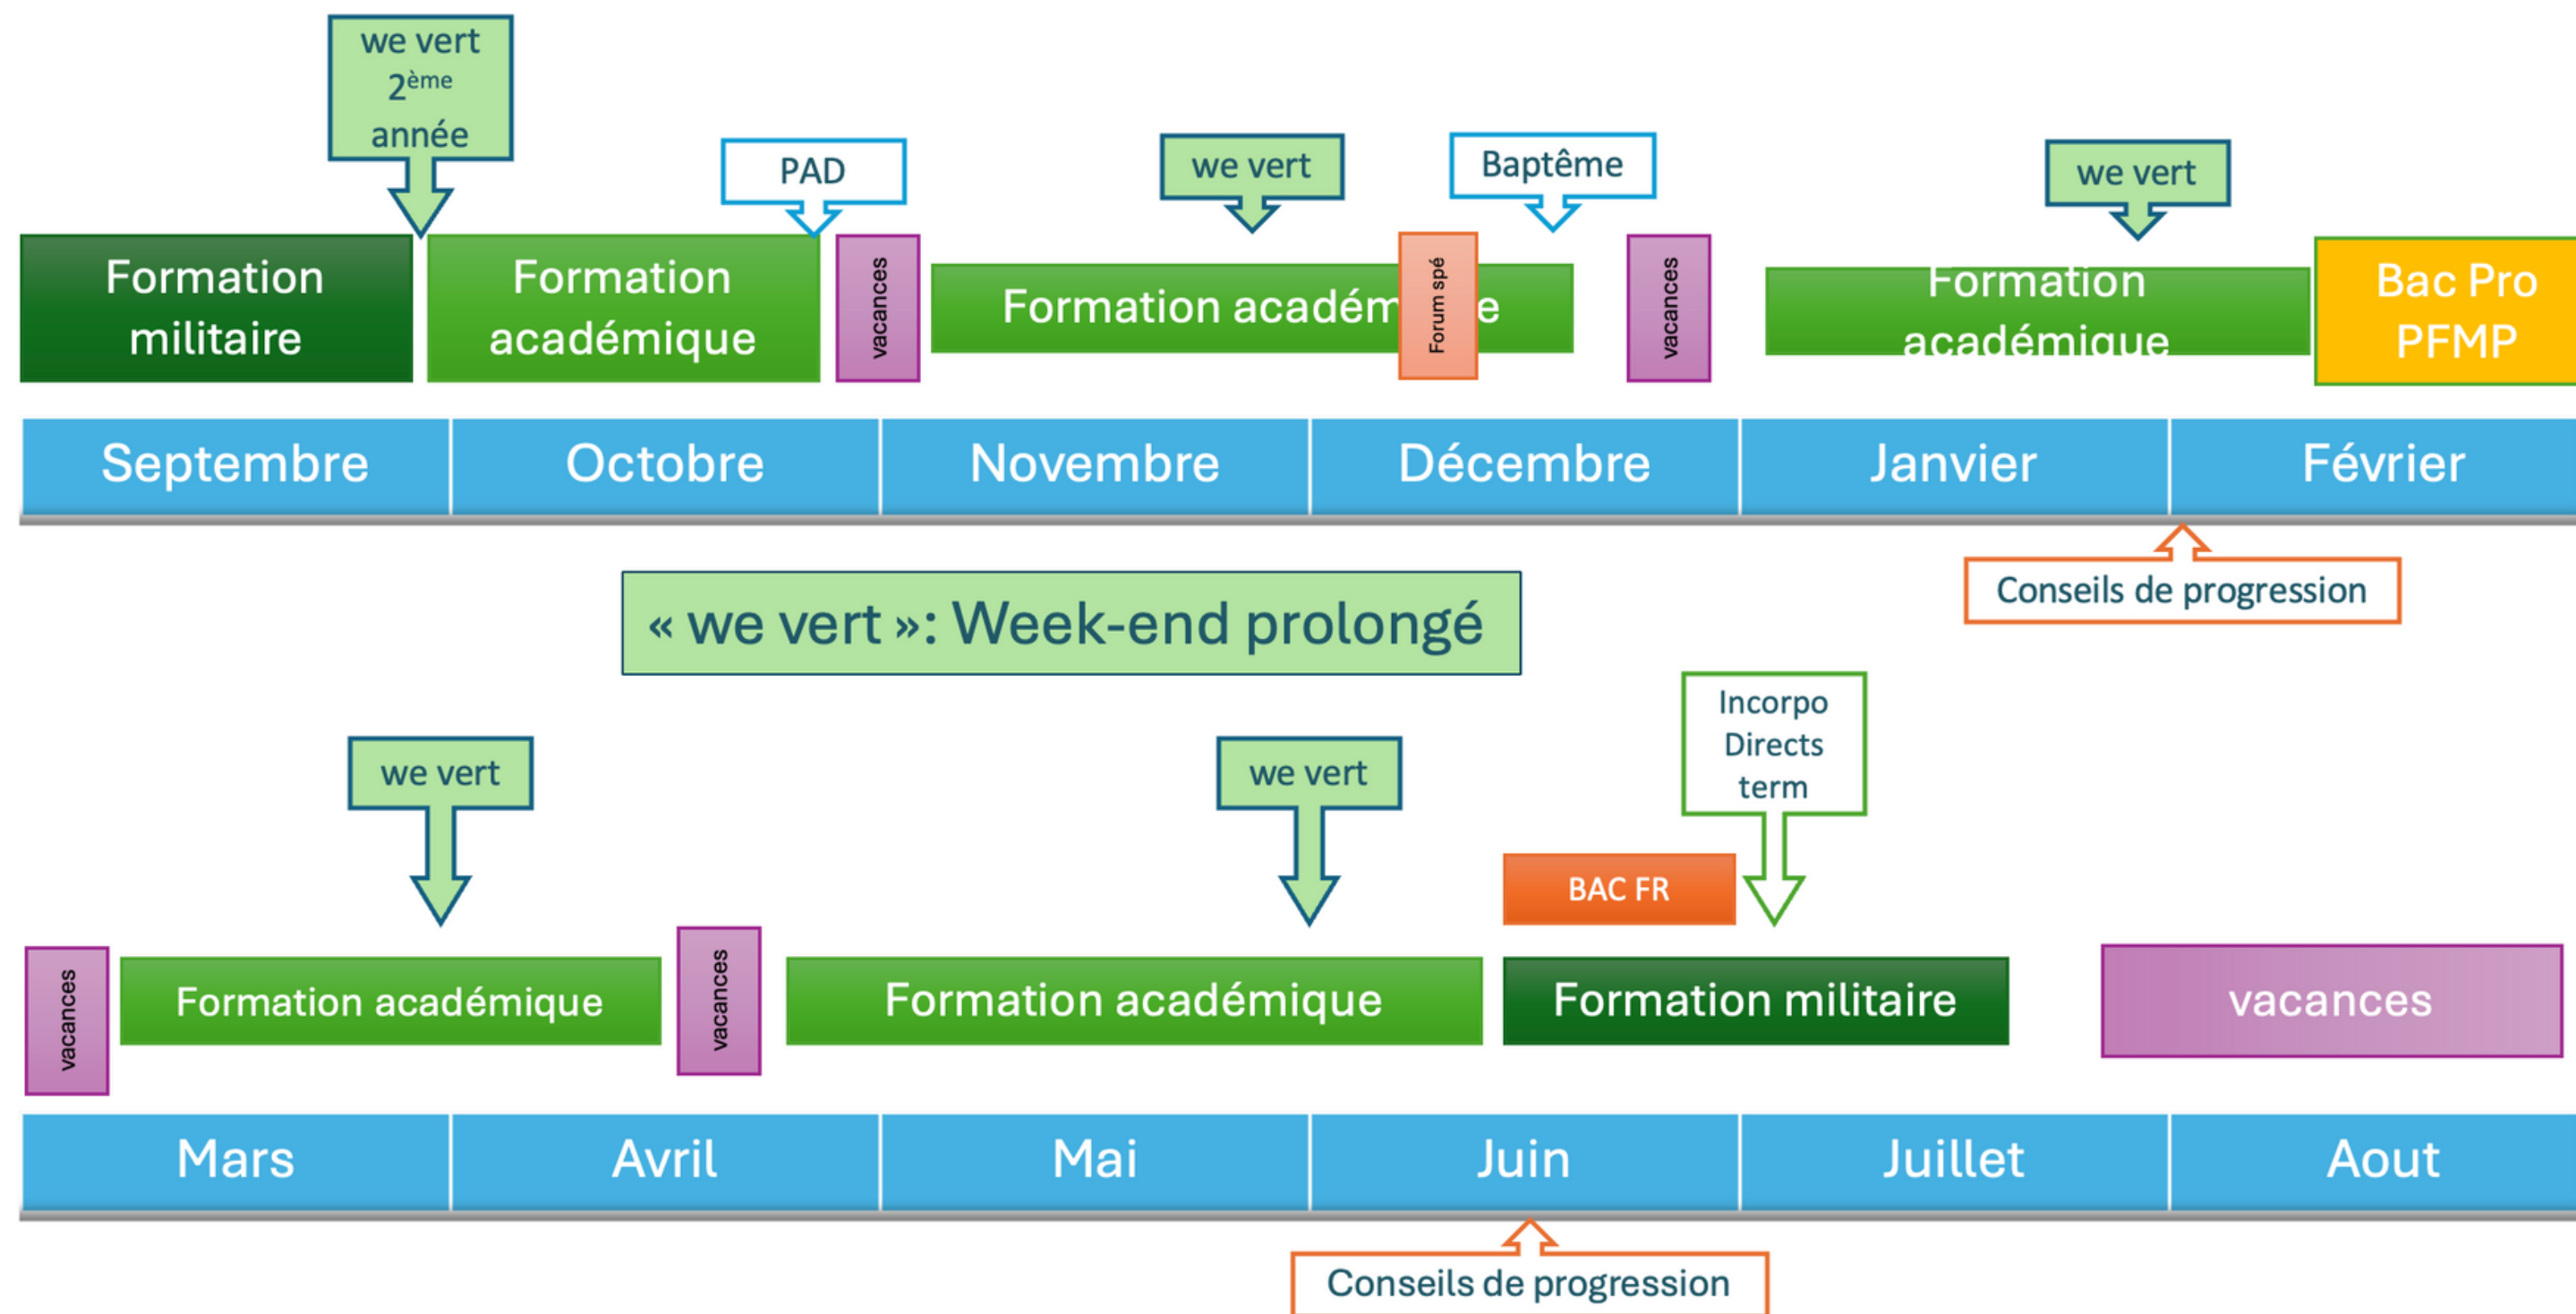 we vert
2ème
année
PAD
we vert
Baptême
we vert
Formation
militaire
Formation
académique
vacances
Formation académ
e
Forum spé
vacances
Formation
académique
Bac Pro
PFMP
Septembre
Octobre
Novembre
Décembre
Janvier
Février
Conseils de progression
« we vert »: Week-end prolongé
we vert
we vert
Incorpo
Directs
term
BAC FR
vacances
Formation académique
vacances
Formation académique
Formation militaire
vacances
Mars
Avril
Mai
Juin
Juillet
Aout
Conseils de progression